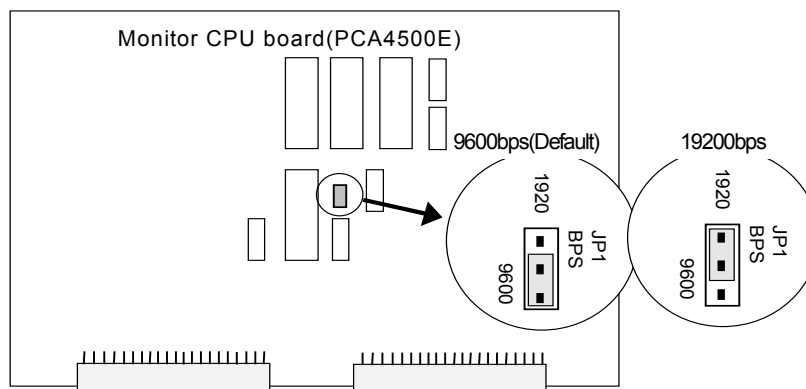 Monitor CPU board(PCA4500E)
9600bps(Default)
19200bps
1920
JP1
BPS
9600
1920
JP1
BPS
9600